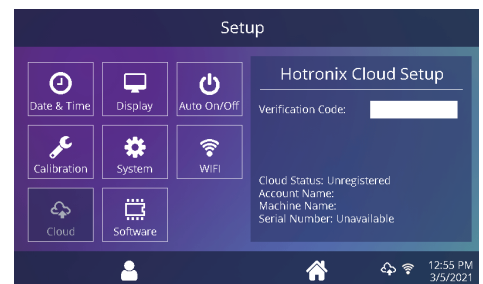 Setup
Date & Time
Display
Auto On/Off
Calibration
System
WIFI
Cloud
Software
Hotronix Cloud Setup
Verification Code:
Cloud Status: Unregistered
Account Name:
Machine Name:
Serial Number: Unavailable
12:55 PM
3/5/2021